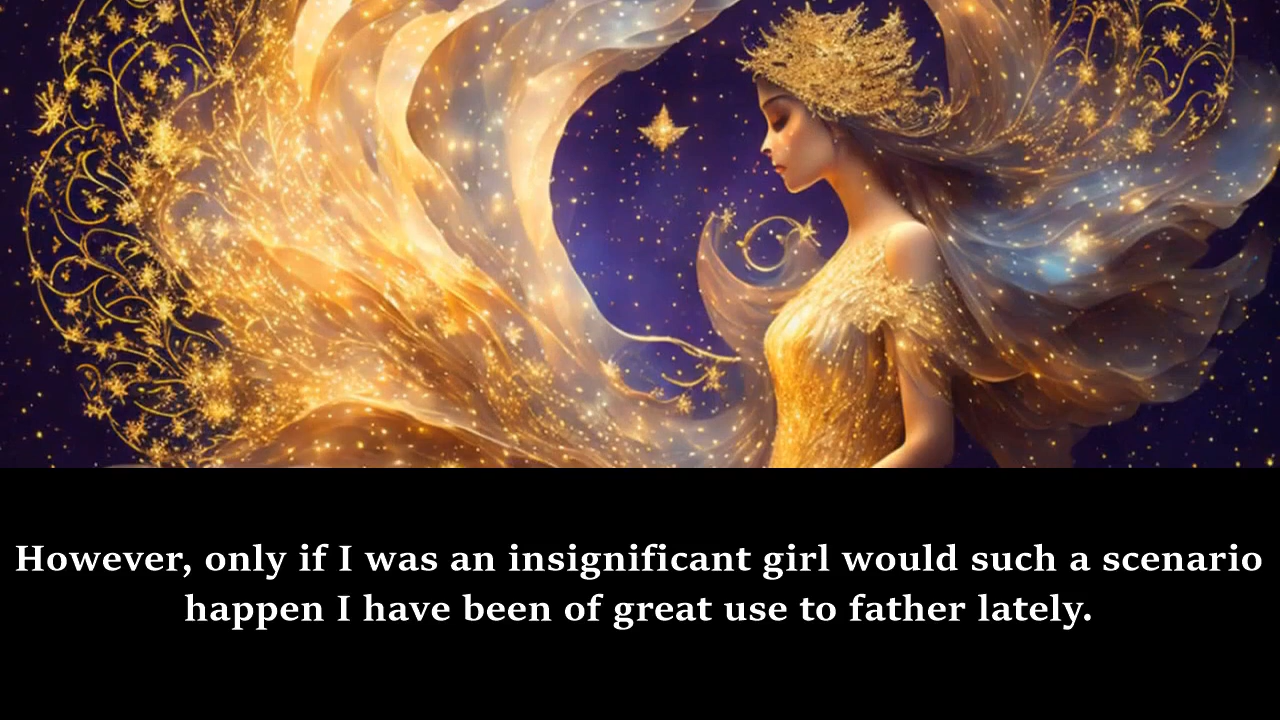 However, only if I was an insignificant girl would such a scenario
happen I have been of great use to father lately.